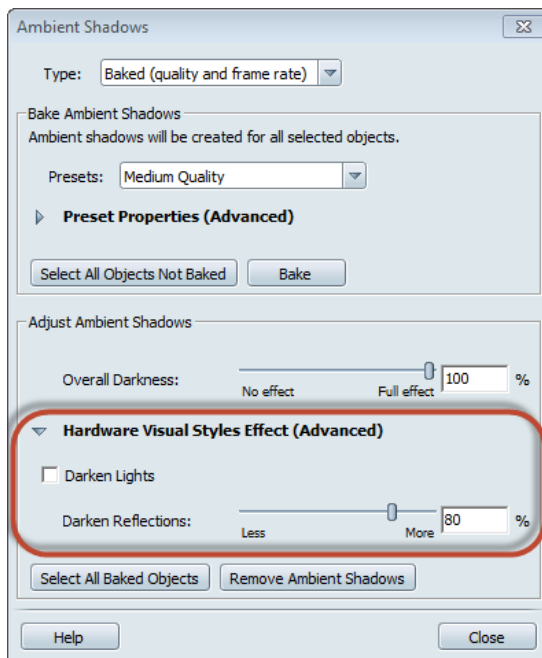 Ambient Shadows
Type: Baked (quality and frame rate)
Bake Ambient Shadows
Ambient shadows will be created for all selected objects.
Presets: Medium Quality
Preset Properties (Advanced)
Select All Objects Not Baked Bake
Adjust Ambient Shadows
Overall Darkness: 100 %
No effect Full effect
Hardware Visual Styles Effect (Advanced)
Darken Lights
Darken Reflections: 80 %
Less More
Select All Baked Objects Remove Ambient Shadows
Help Close